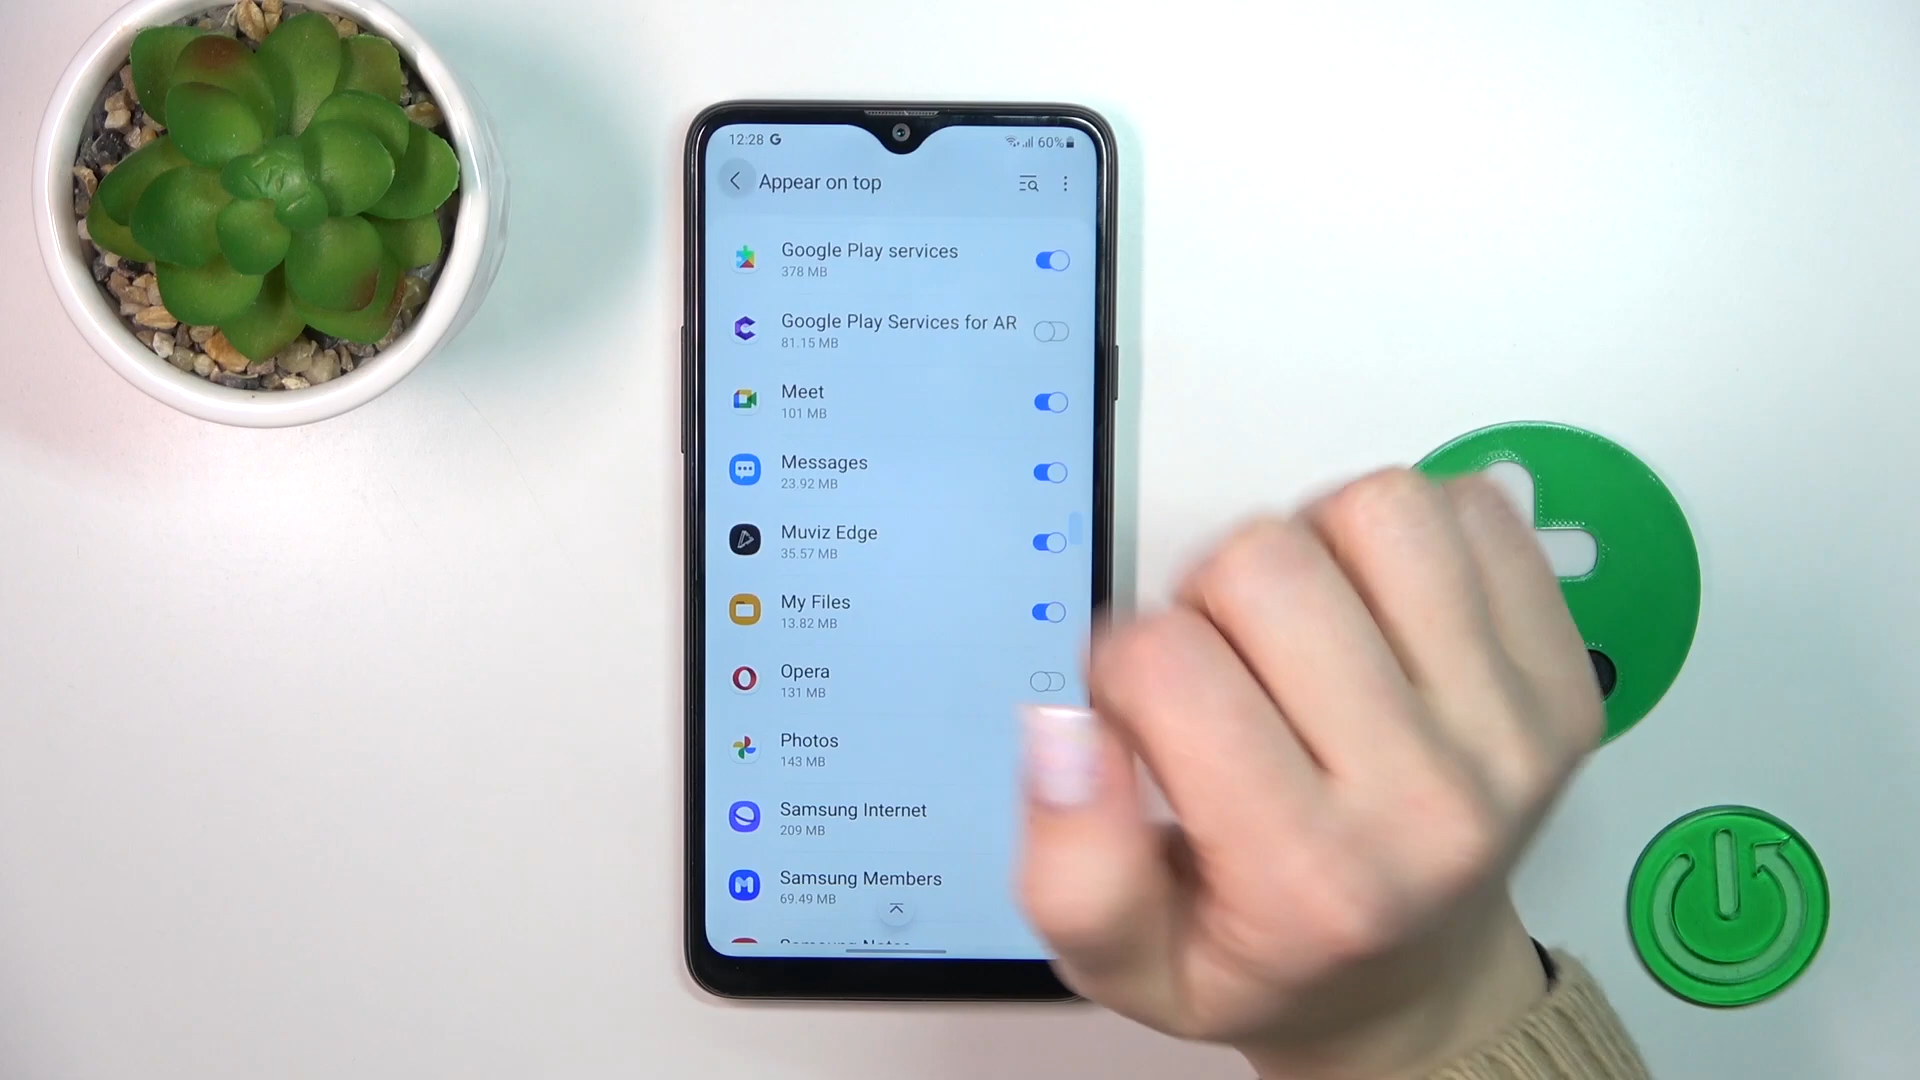 12:28 G
60%
Appear on top
Google Play services
378 MB
Google Play Services for AR
81.15 MB
Meet
101 MB
Messages
23.92 MB
Muviz Edge
35.57 MB
My Files
13.82 MB
Opera
131 MB
Photos
143 MB
Samsung Internet
209 MB
Samsung Members
69.49 MB